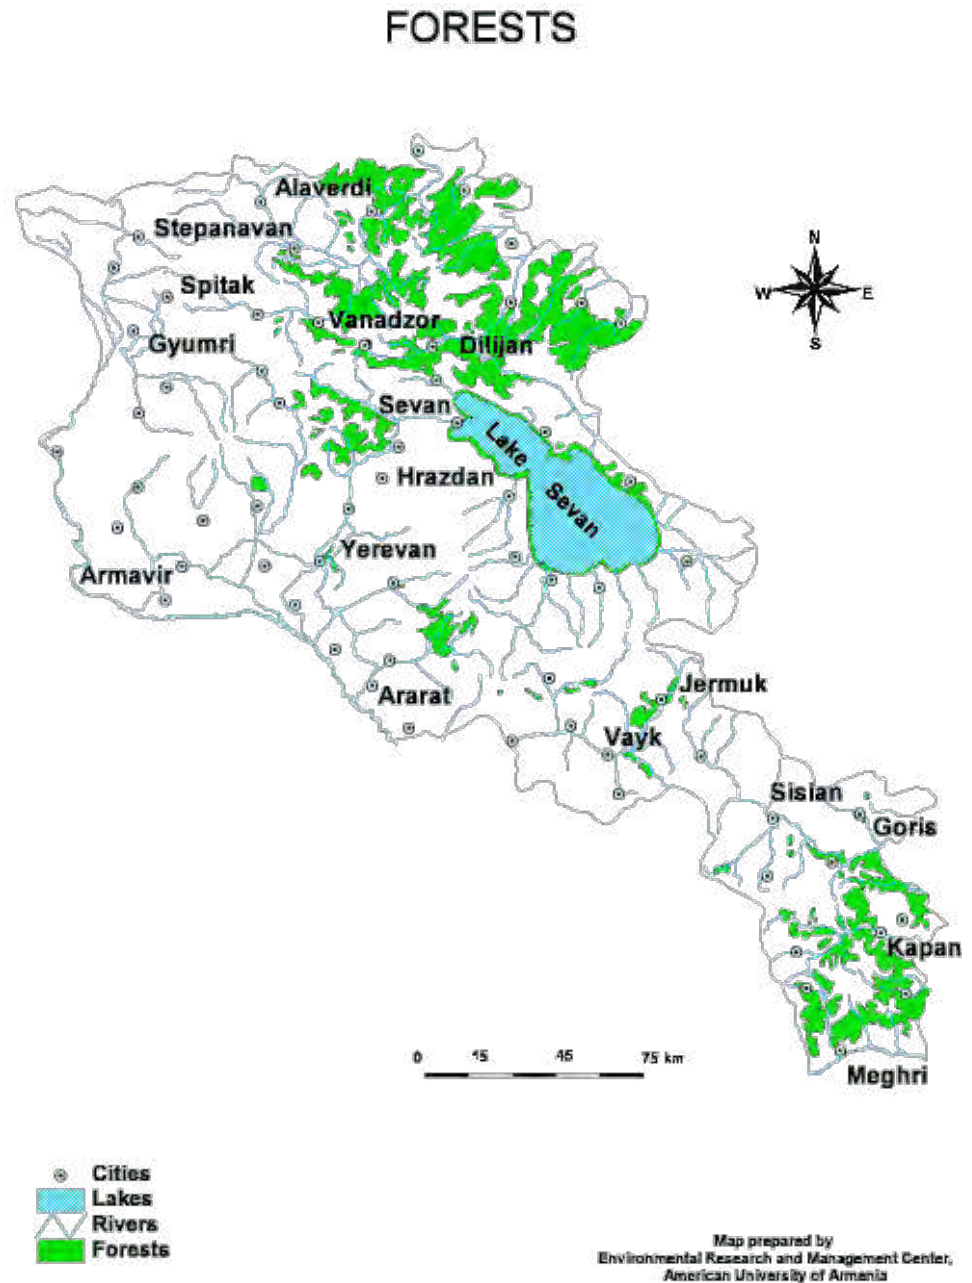 FORESTS
Alaverdi
Stepanavan
N
Spitak
W
E
Vanadzor
S
Gyumri
Dilijan
Sevan
Lake
Sevan
Hrazdan
Yerevan
Armavir
Jermuk
Ararat
Vayk
Sisian
Goris
Kapan
0 15 45 75 km
Meghri
Cities
Lakes
Rivers
Forests
Map prepared by
Environmental Research and Management Center,
American University of Armenia